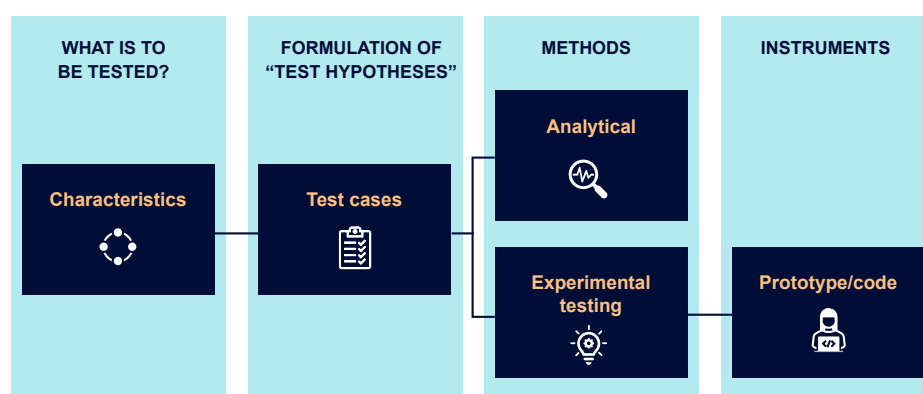 WHAT IS TO
BE TESTED?
FORMULATION OF
“TEST HYPOTHESES”
METHODS
INSTRUMENTS
Characteristics
Test cases
Analytical
Experimental
testing
Prototype/code
</>